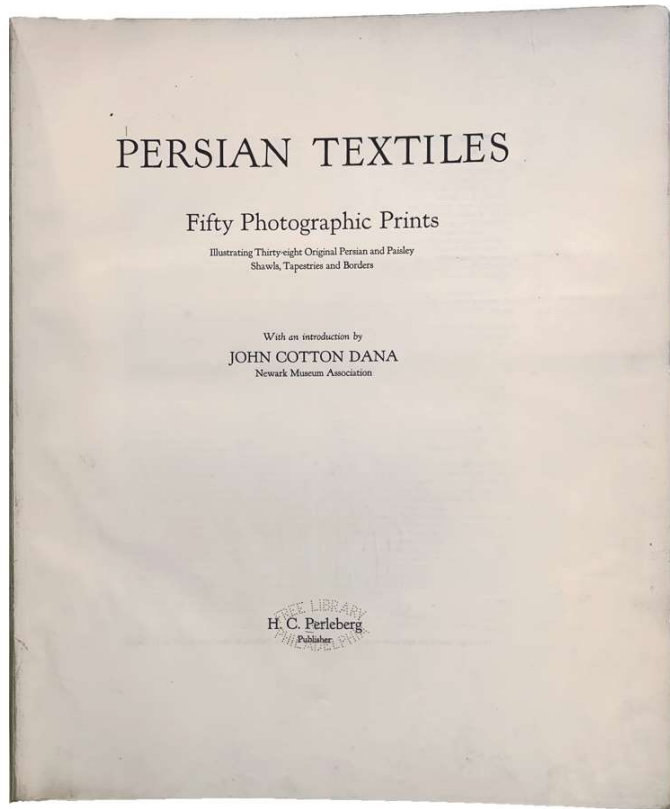 PERSIAN TEXTILES
Fifty Photographic Prints
Illustrating Thirty-eight Original Persian and Paisley
Shawls, Tapestries and Borders
With an introduction by
JOHN COTTON DANA
Newark Museum Association
FREE LIBRARY
H. C. Perleberg
Publisher
PHILADELPHIA